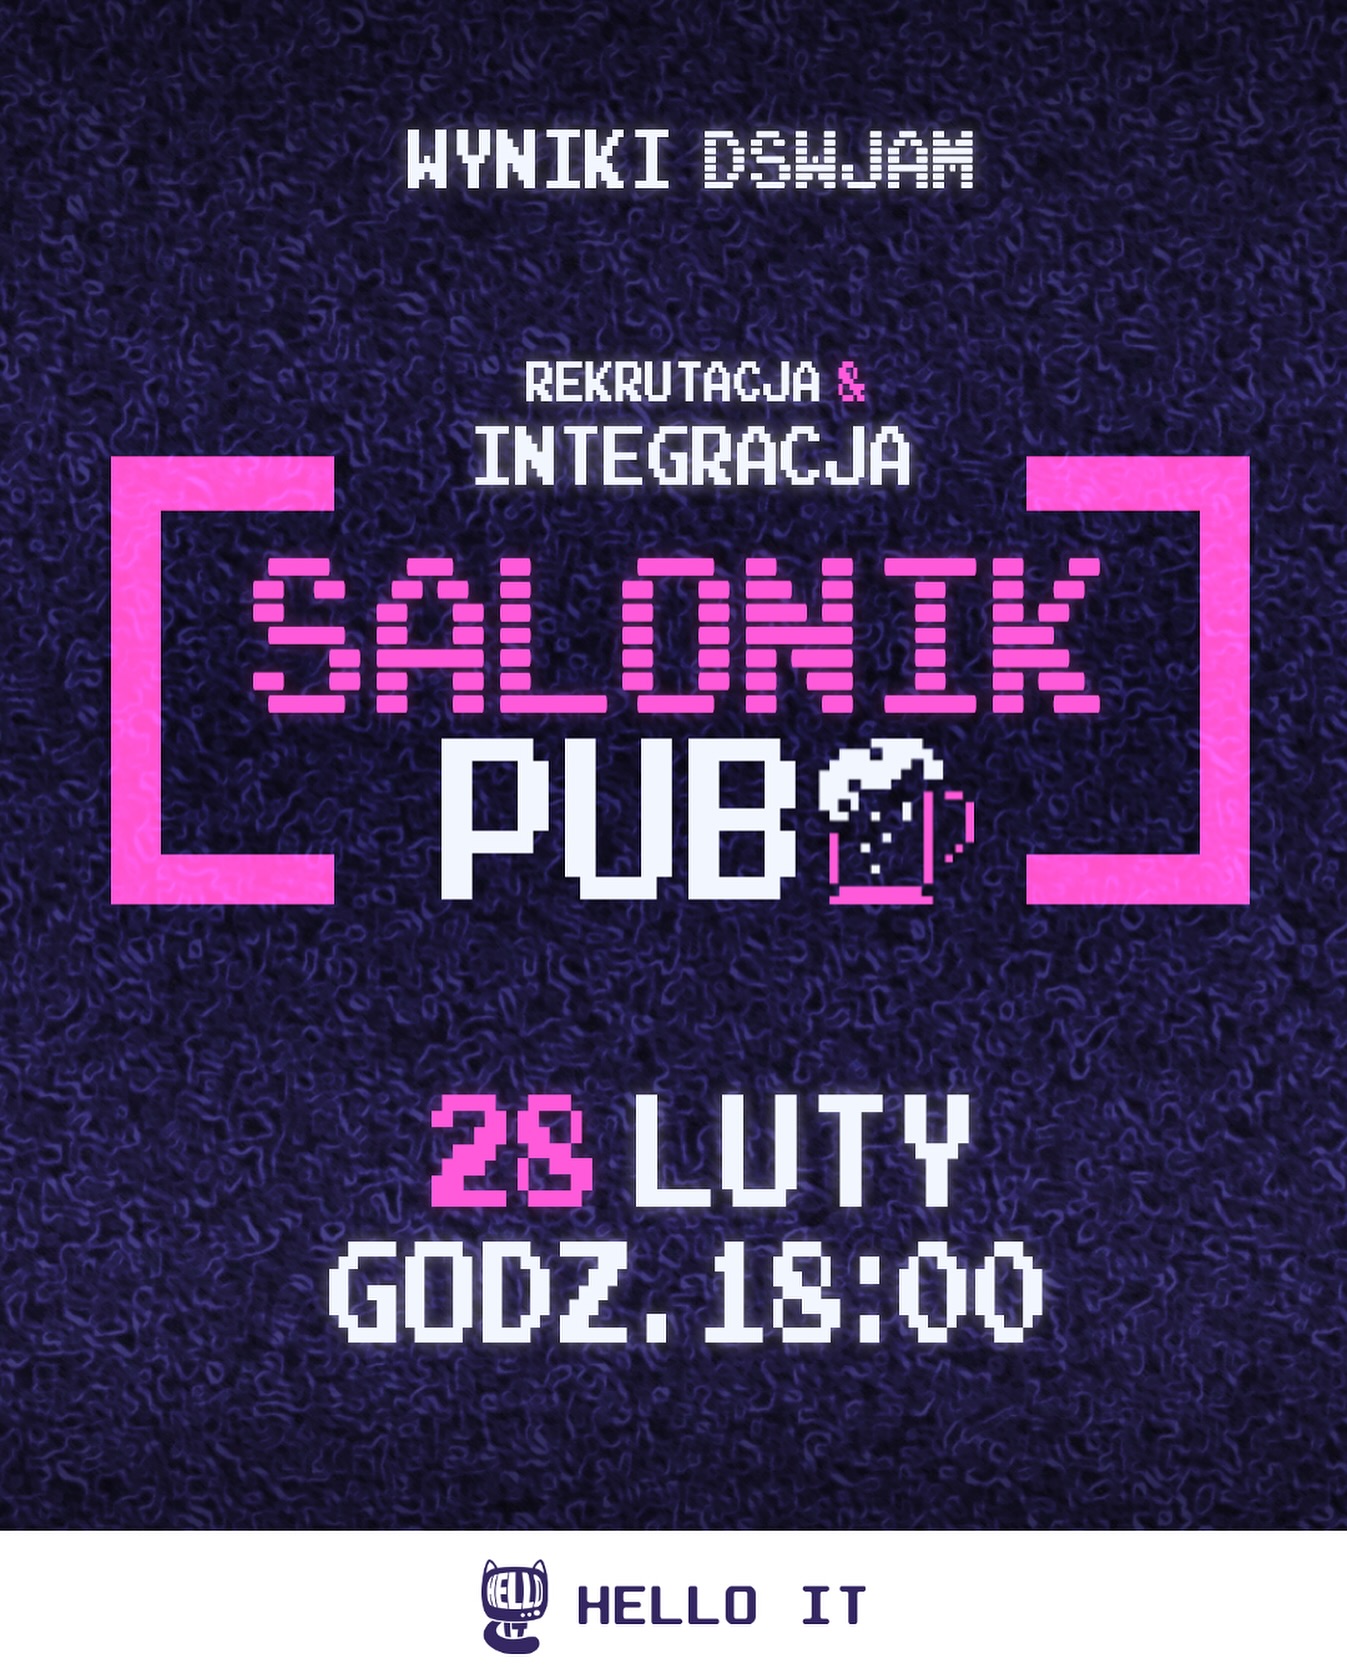 WYNIKI DSWJAM
REKRUTACJA &
INTEGRACJA
SALONIK
PUB
28 LUTY
GODZ. 18:00
HELLO
IT
HELLO IT